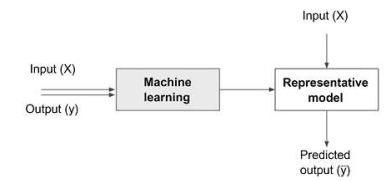 Input (X)
Input (X)
Output (y)
Machine
learning
Representative
model
Predicted
output (ȳ)